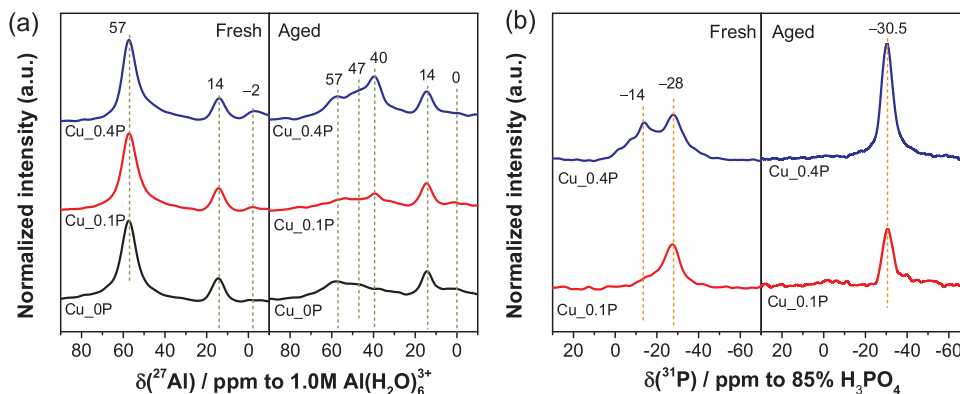 (a)
57
Fresh
14
−2
Cu_0.4P
Cu_0.1P
Cu_0P
Aged
57
47
40
14
0
Cu_0.4P
Cu_0.1P
Cu_0P
Normalized intensity (a.u.)
80 60 40 20 0 80 60 40 20 0
δ(²⁷Al) / ppm to 1.0M Al(H₂O)₆³⁺
(b)
Fresh
−14
−28
Cu_0.4P
Cu_0.1P
Aged
−30.5
Cu_0.4P
Cu_0.1P
Normalized intensity (a.u.)
20 0 -20 -40 -60 -20 -40 -60
δ(³¹P) / ppm to 85% H₃PO₄